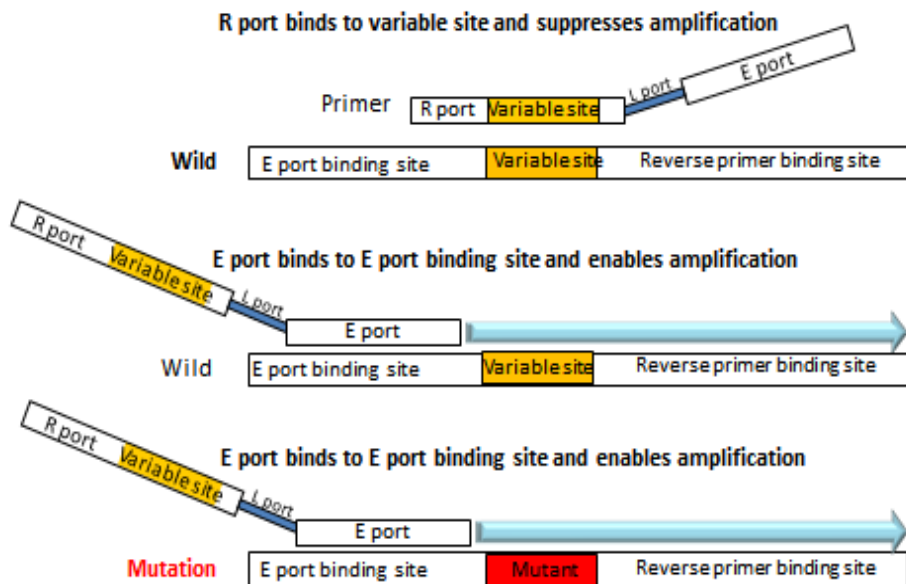 R port binds to variable site and suppresses amplification
E port
L port
Primer
R port Variable site
Wild
E port binding site Variable site Reverse primer binding site
R port
Variable site
E port binds to E port binding site and enables amplification
L port
E port
Wild
E port binding site Variable site Reverse primer binding site
R port
Variable site
E port binds to E port binding site and enables amplification
L port
E port
Mutation
E port binding site Mutant Reverse primer binding site